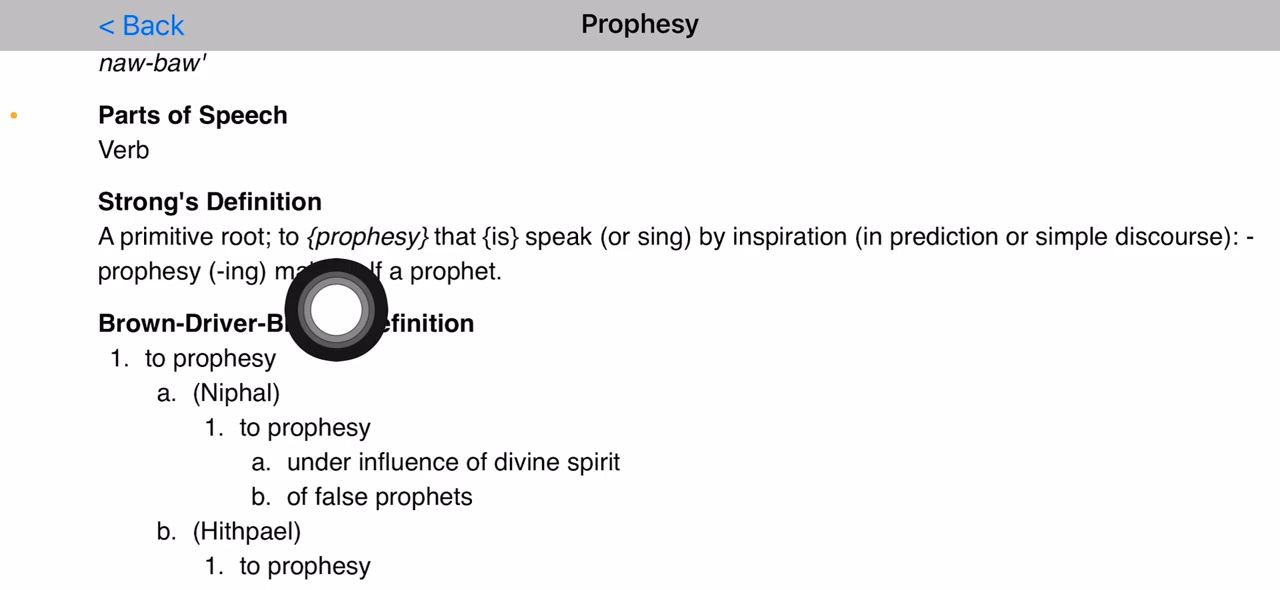 < Back
Prophesy
naw-baw'
Parts of Speech
Verb
Strong's Definition
A primitive root; to {prophesy} that {is} speak (or sing) by inspiration (in prediction or simple discourse): -
prophesy (-ing) a prophet.
Brown-Driver-
1. to prophesy
a. (Niphal)
1. to prophesy
a. under influence of divine spirit
b. of false prophets
b. (Hithpael)
1. to prophesy